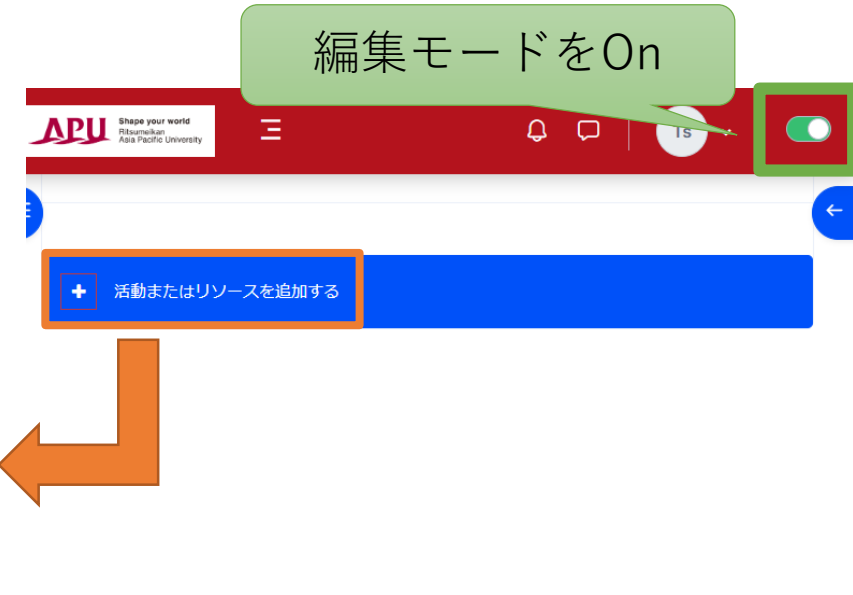 編集モードをOn
APU
Shape your world
Ritsumeikan
Asia Pacific University
Ts
活動またはリソースを追加する